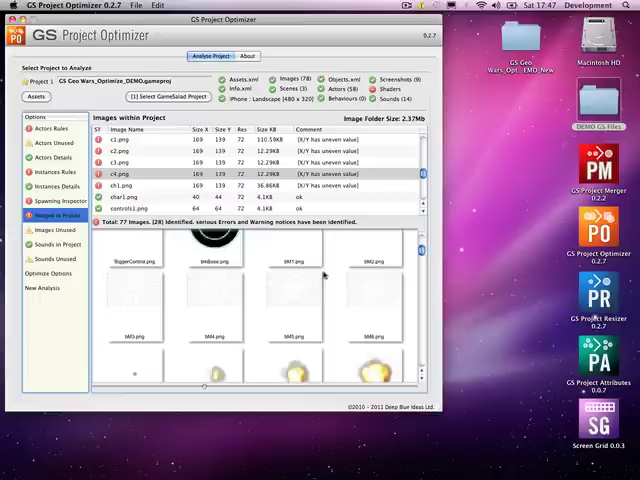 GS Project Optimizer 0.2.7 File Edit
Sat 17:47 Development
GS Project Optimizer
GS Project Optimizer
0.2.7
Analyse Project About
Select Project to Analyze
Project 1 GS Geo Wars_Optimize_DEMO.gameproj
Assets [1] Select GameSalad Project
Assets.xml Images (78) Objects.xml Screenshots (9)
Info.xml Scenes (3) Actors (58) Shaders
iPhone : Landscape [480 x 320] Behaviours (0) Sounds (14)
Options
Actors Rules
Actors Unused
Actors Details
Instances Rules
Instances Details
Spawning Inspector
Images in Project
Images Unused
Sounds in Project
Sounds Unused
Optimize Options
New Analysis
Images within Project Image Folder Size: 2.37Mb
ST Image Name Size X Size Y Res Size KB Comment
c1.png 169 139 72 110.59KB [X/Y has uneven value]
c2.png 169 139 72 12.29KB [X/Y has uneven value]
c3.png 169 139 72 12.29KB [X/Y has uneven value]
c4.png 169 139 72 12.29KB [X/Y has uneven value]
ch1.png 169 139 72 36.86KB [X/Y has uneven value]
char1.png 40 44 72 4.1KB ok
controls1.png 64 64 72 4.1KB ok
Total: 77 Images. [28] Identified. serious Errors and Warning notices have been identified.
BiggerControl.png blkBase.png blM1.png blM2.png
blM3.png blM4.png blM5.png blM6.png
©2010 - 2011 Deep Blue Ideas Ltd.
GS Geo
Wars_Opt...EMO_New
Macintosh HD
DEMO GS Files
PM
GS Project Merger
0.2.2
PO
GS Project Optimizer
0.2.7
PR
GS Project Resizer
0.2.7
PA
GS Project Attributes
0.0.7
SG
Screen Grid 0.0.3